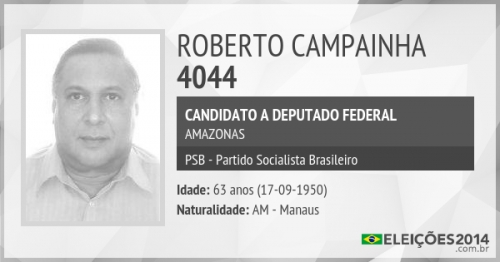 ROBERTO CAMPAINHA
4044
CANDIDATO A DEPUTADO FEDERAL
AMAZONAS
PSB - Partido Socialista Brasileiro
Idade: 63 anos (17-09-1950)
Naturalidade: AM - Manaus
ELEIÇÕES2014
.com.br